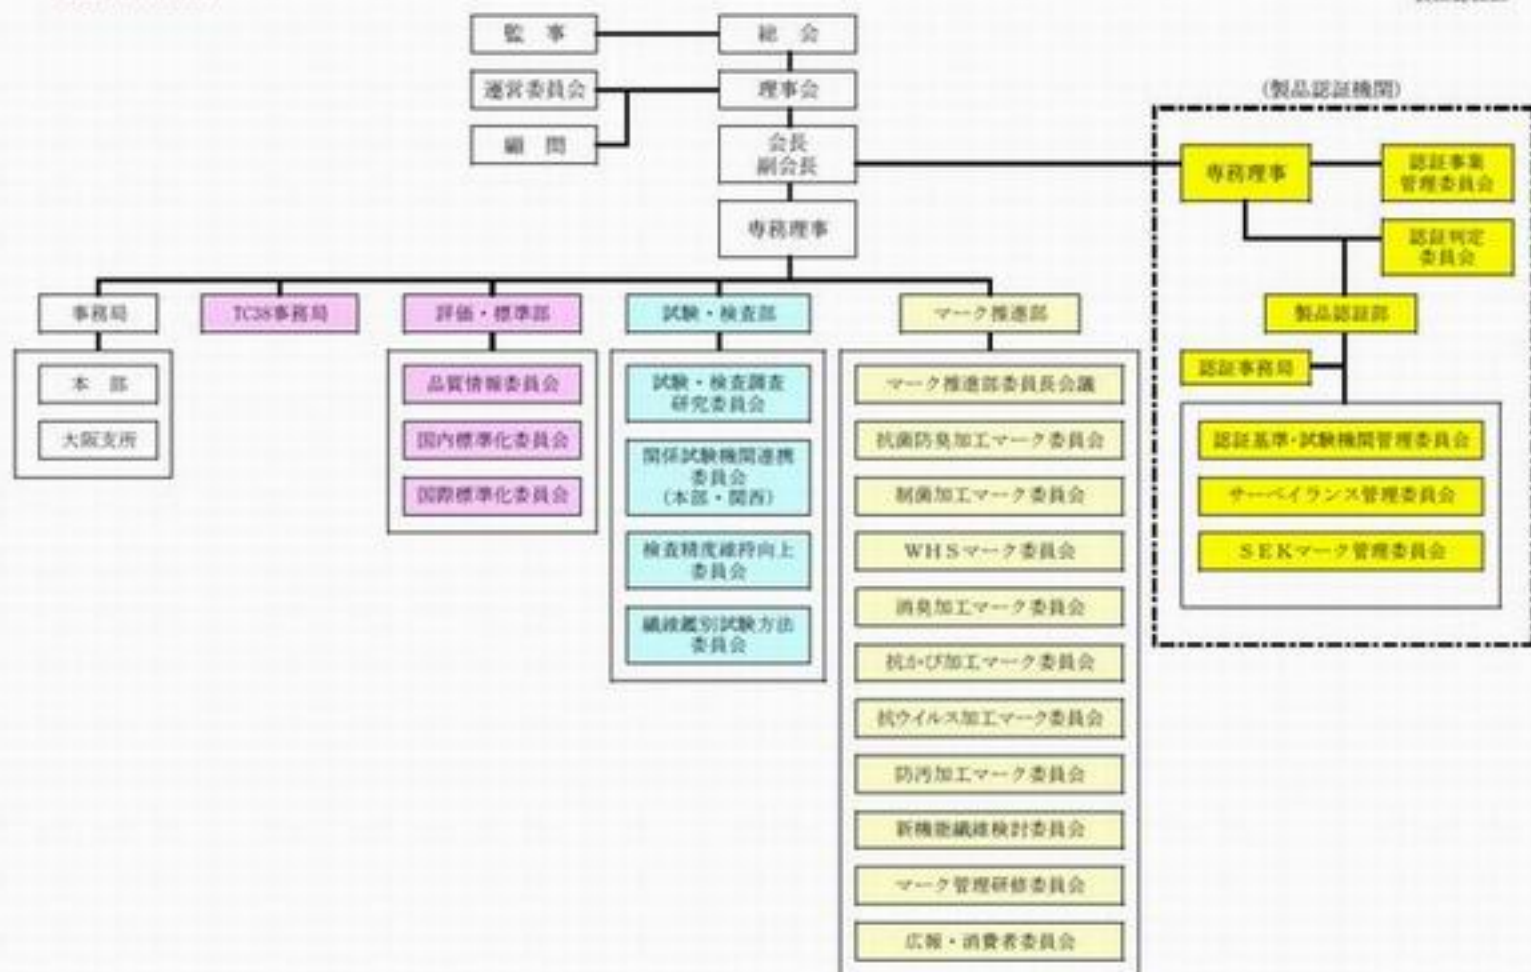 監　事
総　会
運営委員会
理事会
顧　問
会長
副会長
専務理事
(製品認証機関)
専務理事
認証事業
管理委員会
認証判定
委員会
製品認証部
認証事務局
認証基準・試験機関管理委員会
サーベイランス管理委員会
ＳＥＫマーク管理委員会
事務局
本　部
大阪支所
TC38事務局
評価・標準部
品質情報委員会
国内標準化委員会
国際標準化委員会
試験・検査部
試験・検査調査
研究委員会
関係試験機関連携
委員会
(本部・関西)
検査精度維持向上
委員会
繊維鑑別試験方法
委員会
マーク推進部
マーク推進部委員長会議
抗菌防臭加工マーク委員会
制菌加工マーク委員会
ＷＨＳマーク委員会
消臭加工マーク委員会
抗かび加工マーク委員会
抗ウイルス加工マーク委員会
防汚加工マーク委員会
新機能繊維検討委員会
マーク管理研修委員会
広報・消費者委員会